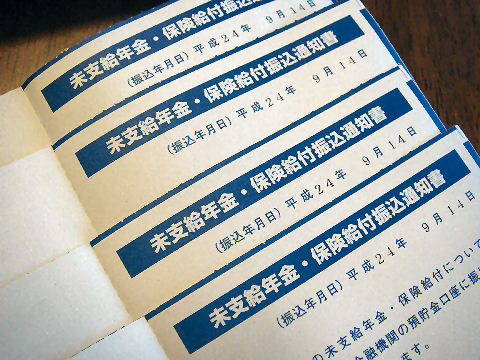 未支給年金・保険給付振込通知書
(振込年月日) 平成24年 9月14日
未支給年金・保険給付振込通知書
(振込年月日) 平成24年 9月14日
未支給年金・保険給付振込通知書
(振込年月日) 平成24年 9月14日
未支給年金・保険給付振込通知書
(振込年月日) 平成24年 9月14日
の未支給年金・保険給付について
金融機関の預貯金口座に振
ます。